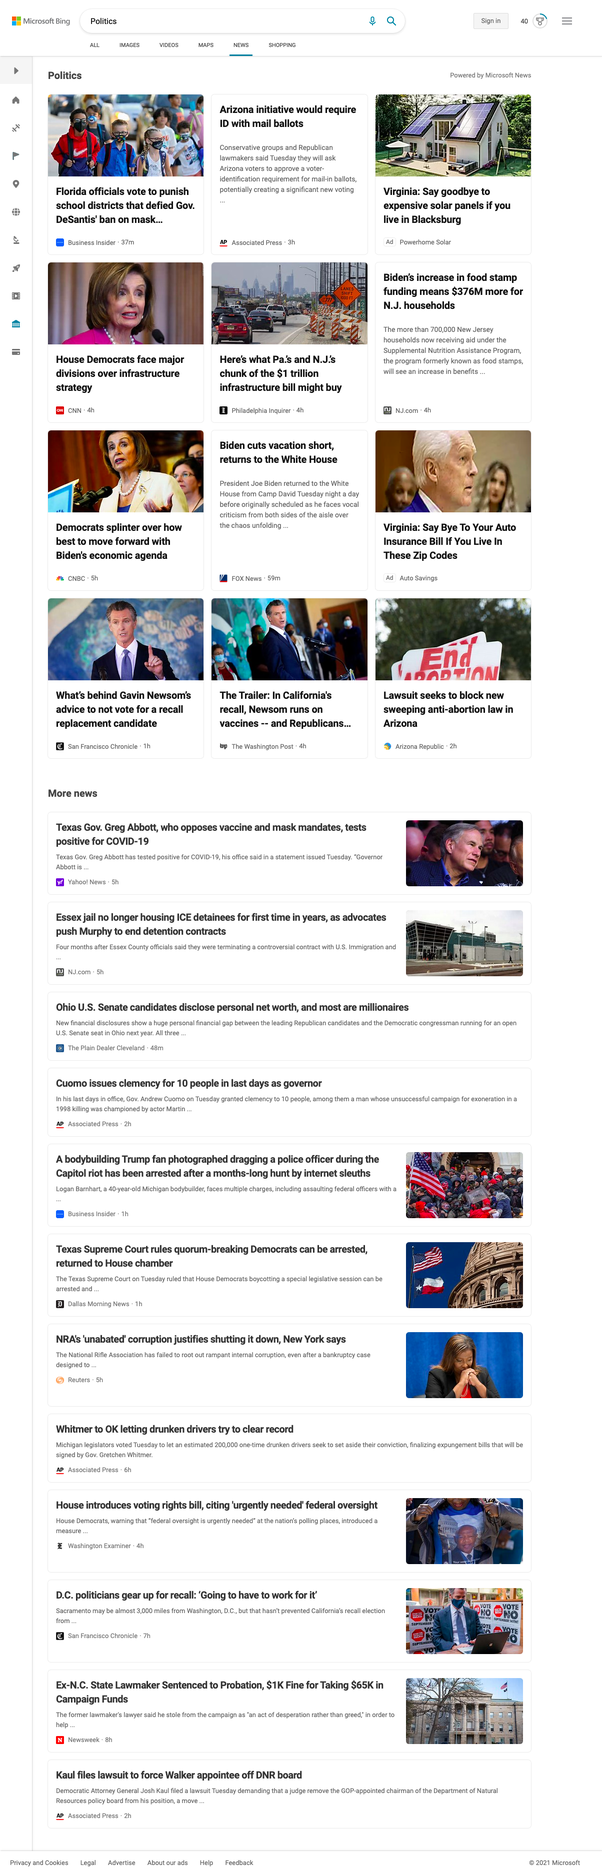 Microsoft Bing
Politics
Sign in
40
ALL
IMAGES
VIDEOS
MAPS
NEWS
SHOPPING
Politics
Powered by Microsoft News
Florida officials vote to punish
school districts that defied Gov.
DeSantis' ban on mask...
Business Insider · 37m
Arizona initiative would require
ID with mail ballots
Conservative groups and Republican
lawmakers said Tuesday they will ask
Arizona voters to approve a voter-
identification requirement for mail-in ballots,
potentially creating a significant new voting
...
AP Associated Press · 3h
Virginia: Say goodbye to
expensive solar panels if you
live in Blacksburg
Ad Powerhome Solar
House Democrats face major
divisions over infrastructure
strategy
CNN · 4h
Here's what Pa.'s and N.J.'s
chunk of the $1 trillion
infrastructure bill might buy
Philadelphia Inquirer · 4h
Biden's increase in food stamp
funding means $376M more for
N.J. households
The more than 700,000 New Jersey
households now receiving aid under the
Supplemental Nutrition Assistance Program,
the program formerly known as food stamps,
will see an increase in benefits ...
NJ.com · 4h
Democrats splinter over how
best to move forward with
Biden's economic agenda
CNBC · 5h
Biden cuts vacation short,
returns to the White House
President Joe Biden returned to the White
House from Camp David Tuesday night a day
before originally scheduled as he faces vocal
criticism from both sides of the aisle over
the chaos unfolding ...
FOX News · 59m
Virginia: Say Bye To Your Auto
Insurance Bill If You Live In
These Zip Codes
Ad Auto Savings
What's behind Gavin Newsom's
advice to not vote for a recall
replacement candidate
San Francisco Chronicle · 1h
The Trailer: In California's
recall, Newsom runs on
vaccines -- and Republicans...
wp The Washington Post · 4h
End
ABORTION
Lawsuit seeks to block new
sweeping anti-abortion law in
Arizona
Arizona Republic · 2h
More news
Texas Gov. Greg Abbott, who opposes vaccine and mask mandates, tests
positive for COVID-19
Texas Gov. Greg Abbott has tested positive for COVID-19, his office said in a statement issued Tuesday. "Governor
Abbott is ...
Yahoo! News · 5h
Essex jail no longer housing ICE detainees for first time in years, as advocates
push Murphy to end detention contracts
Four months after Essex County officials said they were terminating a controversial contract with U.S. Immigration and
...
NJ.com · 5h
Ohio U.S. Senate candidates disclose personal net worth, and most are millionaires
New financial disclosures show a huge personal financial gap between the leading Republican candidates and the Democratic congressman running for an open
U.S. Senate seat in Ohio next year. All three ...
The Plain Dealer Cleveland · 48m
Cuomo issues clemency for 10 people in last days as governor
In his last days in office, Gov. Andrew Cuomo on Tuesday granted clemency to 10 people, among them a man whose unsuccessful campaign for exoneration in a
1998 killing was championed by actor Martin ...
AP Associated Press · 2h
A bodybuilding Trump fan photographed dragging a police officer during the
Capitol riot has been arrested after a months-long hunt by internet sleuths
Logan Barnhart, a 40-year-old Michigan bodybuilder, faces multiple charges, including assaulting federal officers with a
...
Business Insider · 1h
Texas Supreme Court rules quorum-breaking Democrats can be arrested,
returned to House chamber
The Texas Supreme Court on Tuesday ruled that House Democrats boycotting a special legislative session can be
arrested and ...
Dallas Morning News · 1h
NRA's 'unabated' corruption justifies shutting it down, New York says
The National Rifle Association has failed to root out rampant internal corruption, even after a bankruptcy case
designed to ...
Reuters · 5h
Whitmer to OK letting drunken drivers try to clear record
Michigan legislators voted Tuesday to let an estimated 200,000 one-time drunken drivers seek to set aside their conviction, finalizing expungement bills that will be
signed by Gov. Gretchen Whitmer.
AP Associated Press · 6h
House introduces voting rights bill, citing 'urgently needed' federal oversight
House Democrats, warning that "federal oversight is urgently needed" at the nation's polling places, introduced a
measure ...
Washington Examiner · 4h
D.C. politicians gear up for recall: 'Going to have to work for it'
Sacramento may be almost 3,000 miles from Washington, D.C., but that hasn't prevented California's recall election
from ...
San Francisco Chronicle · 7h
VOTE
NO
Ex-N.C. State Lawmaker Sentenced to Probation, $1K Fine for Taking $65K in
Campaign Funds
The former lawmaker's lawyer said he stole from the campaign as "an act of desperation rather than greed," in order to
help ...
N Newsweek · 8h
Kaul files lawsuit to force Walker appointee off DNR board
Democratic Attorney General Josh Kaul filed a lawsuit Tuesday demanding that a judge remove the GOP-appointed chairman of the Department of Natural
Resources policy board from his position, a move ...
AP Associated Press · 2h
Privacy and Cookies
Legal
Advertise
About our ads
Help
Feedback
© 2021 Microsoft